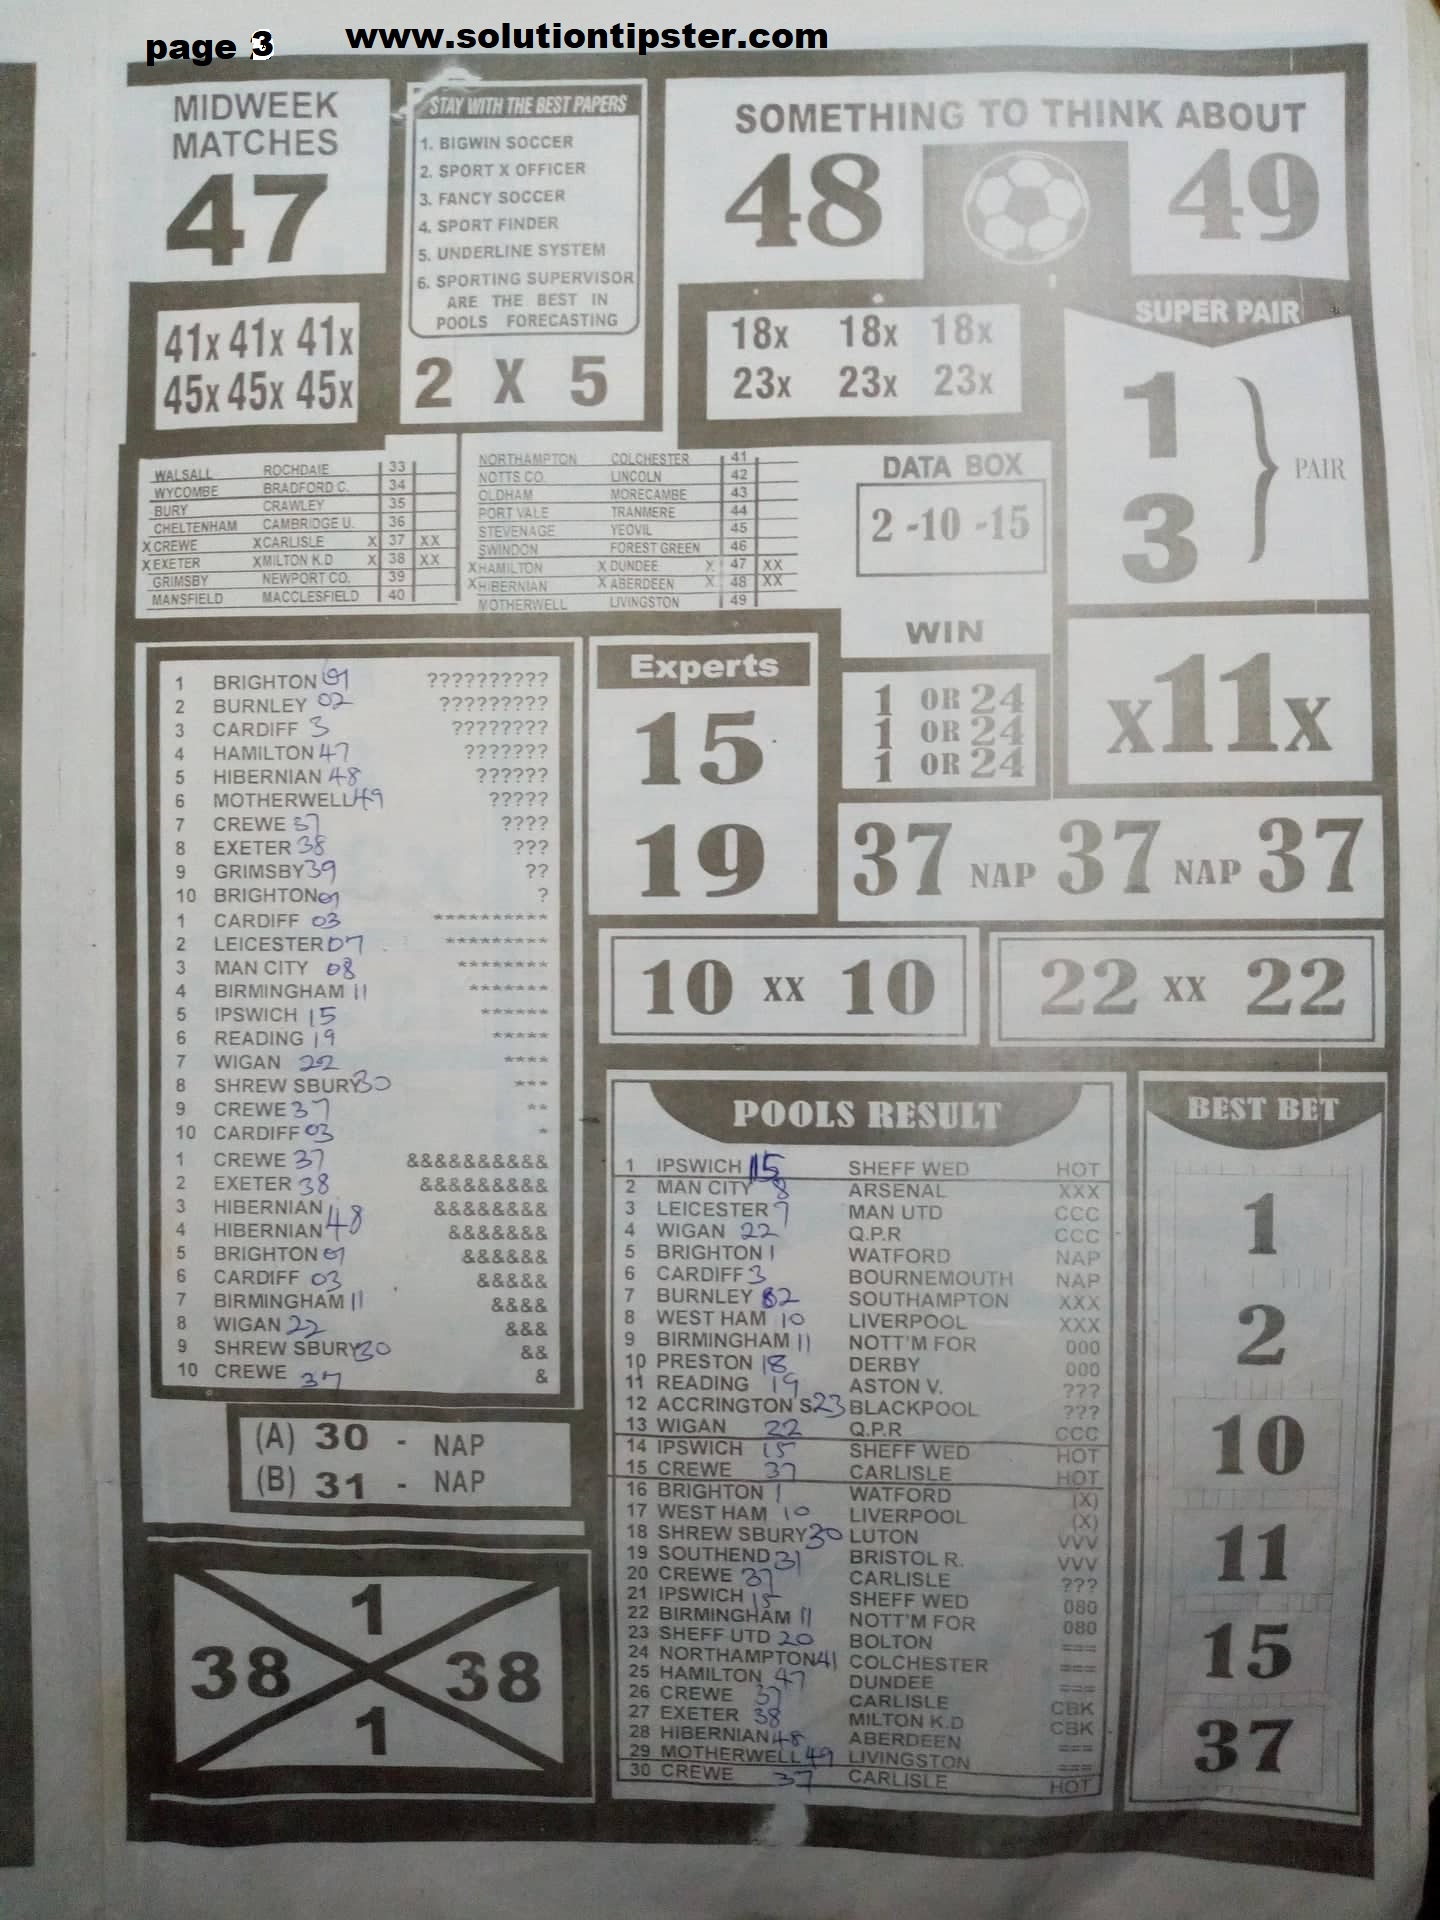 page 3
www.solutiontipster.com
MIDWEEK
MATCHES
47
41x 41x 41x
45x 45x 45x
STAY WITH THE BEST PAPERS
1. BIGWIN SOCCER
2. SPORT X OFFICER
3. FANCY SOCCER
4. SPORT FINDER
5. UNDERLINE SYSTEM
6. SPORTING SUPERVISOR
ARE THE BEST IN
POOLS FORECASTING
2 X 5
SOMETHING TO THINK ABOUT
48 49
18x 18x 18x
23x 23x 23x
SUPER PAIR
1
3
PAIR
WALSALL ROCHDAIE 33
WYCOMBE BRADFORD C. 34
BURY CRAWLEY 35
CHELTENHAM CAMBRIDGE U. 36
X CREWE X CARLISLE X 37 XX
X EXETER X MILTON K.D X 38 XX
GRIMSBY NEWPORT CO. 39
MANSFIELD MACCLESFIELD 40
NORTHAMPTON COLCHESTER 41
NOTTS CO. LINCOLN 42
OLDHAM MORECAMBE 43
PORT VALE TRANMERE 44
STEVENAGE YEOVIL 45
SWINDON FOREST GREEN 46
X HAMILTON X DUNDEE X 47 XX
X HIBERNIAN X ABERDEEN X 48 XX
MOTHERWELL LIVINGSTON 49
DATA BOX
2 -10 -15
WIN
1 OR 24
1 OR 24
1 OR 24
x11x
1 BRIGHTON 01 ??????????
2 BURNLEY 02 ?????????
3 CARDIFF 3 ????????
4 HAMILTON 47 ???????
5 HIBERNIAN 48 ??????
6 MOTHERWELL 49 ?????
7 CREWE 37 ????
8 EXETER 38 ???
9 GRIMSBY 39 ??
10 BRIGHTON 01 ?
1 CARDIFF 03 **********
2 LEICESTER 07 *********
3 MAN CITY 08 ********
4 BIRMINGHAM 11 *******
5 IPSWICH 15 ******
6 READING 19 *****
7 WIGAN 22 ****
8 SHREW SBURY 30 ***
9 CREWE 37 **
10 CARDIFF 03 *
1 CREWE 37 &&&&&&&&&&
2 EXETER 38 &&&&&&&&&
3 HIBERNIAN &&&&&&&&
4 HIBERNIAN 48 &&&&&&&
5 BRIGHTON 01 &&&&&&
6 CARDIFF 03 &&&&&
7 BIRMINGHAM 11 &&&&
8 WIGAN 22 &&&
9 SHREW SBURY 30 &&
10 CREWE 37 &
Experts
15
19
37 NAP 37 NAP 37
10 xx 10
22 xx 22
(A) 30 - NAP
(B) 31 - NAP
1
38 38
1
POOLS RESULT
1 IPSWICH 15 SHEFF WED HOT
2 MAN CITY 8 ARSENAL XXX
3 LEICESTER 7 MAN UTD CCC
4 WIGAN 22 Q.P.R CCC
5 BRIGHTON 1 WATFORD NAP
6 CARDIFF 3 BOURNEMOUTH NAP
7 BURNLEY 82 SOUTHAMPTON XXX
8 WEST HAM 10 LIVERPOOL XXX
9 BIRMINGHAM 11 NOTT'M FOR 000
10 PRESTON 18 DERBY 000
11 READING 19 ASTON V. ???
12 ACCRINGTON S 23 BLACKPOOL ???
13 WIGAN 22 Q.P.R CCC
14 IPSWICH 15 SHEFF WED HOT
15 CREWE 37 CARLISLE HOT
16 BRIGHTON 1 WATFORD (X)
17 WEST HAM 10 LIVERPOOL (X)
18 SHREW SBURY 30 LUTON VVV
19 SOUTHEND 31 BRISTOL R. VVV
20 CREWE 37 CARLISLE ???
21 IPSWICH 15 SHEFF WED 080
22 BIRMINGHAM 11 NOTT'M FOR 080
23 SHEFF UTD 20 BOLTON ===
24 NORTHAMPTON 41 COLCHESTER ===
25 HAMILTON 47 DUNDEE ===
26 CREWE 37 CARLISLE CBK
27 EXETER 38 MILTON K.D CBK
28 HIBERNIAN 48 ABERDEEN ===
29 MOTHERWELL 49 LIVINGSTON ===
30 CREWE 37 CARLISLE HOT
BEST BET
1
2
10
11
15
37